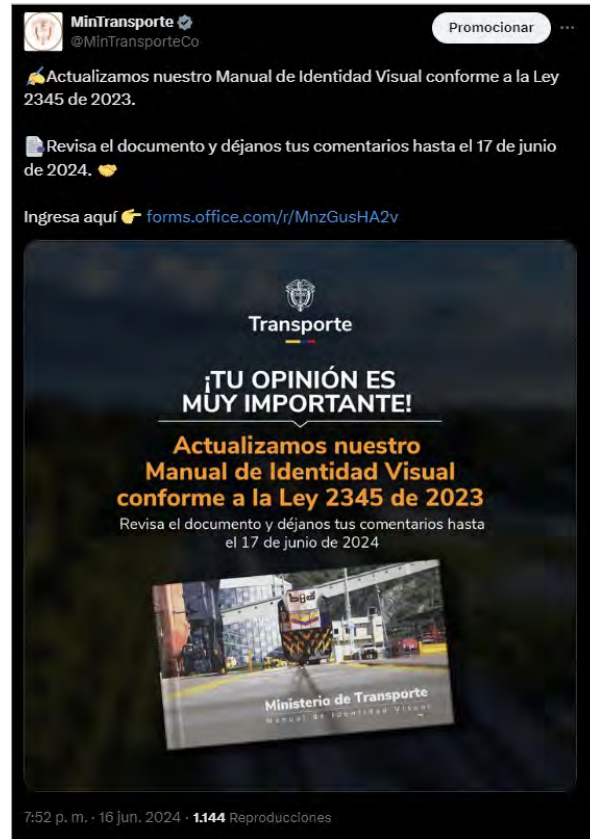 MinTransporte
@MinTransporteCo
Promocionar
✍Actualizamos nuestro Manual de Identidad Visual conforme a la Ley
2345 de 2023.
📄Revisa el documento y déjanos tus comentarios hasta el 17 de junio
de 2024. 🤝
Ingresa aquí 👉 forms.office.com/r/MnzGusHA2v
Transporte
¡TU OPINIÓN ES
MUY IMPORTANTE!
Actualizamos nuestro
Manual de Identidad Visual
conforme a la Ley 2345 de 2023
Revisa el documento y déjanos tus comentarios hasta
el 17 de junio de 2024
Ministerio de Transporte
Manual de Identidad Visual
7:52 p. m. · 16 jun. 2024 · 1.144 Reproducciones